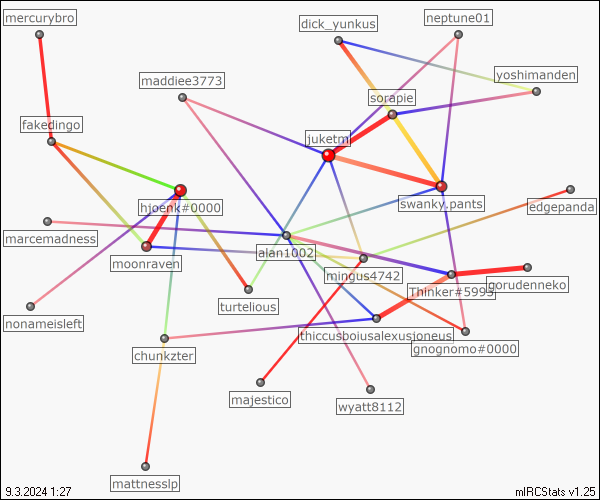 mercurybro
dick_yunkus
neptune01
maddiee3773
yoshimanden
sorapie
fakedingo
juketm
hjoenk#0000
swanky.pants
edgepanda
marcemadness
moonraven
alan1002
mingus4742
Thinker#5995
gorudenneko
nonameisleft
turtelious
thiccusboiusalexusjoneus
chunkzter
gnognomo#0000
majestico
wyatt8112
mattnesslp
9.3.2024 1:27
mIRCStats v1.25